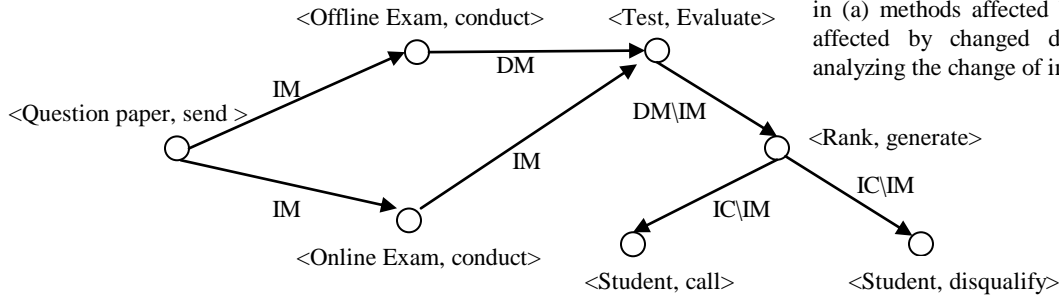 <Offline Exam, conduct>
<Test, Evaluate>
in (a) methods affected
affected by changed d
analyzing the change of in
DM
IM
<Question paper, send >
DM\IM
<Rank, generate>
IM
IC\IM
IM
IC\IM
<Online Exam, conduct>
<Student, call>
<Student, disqualify>